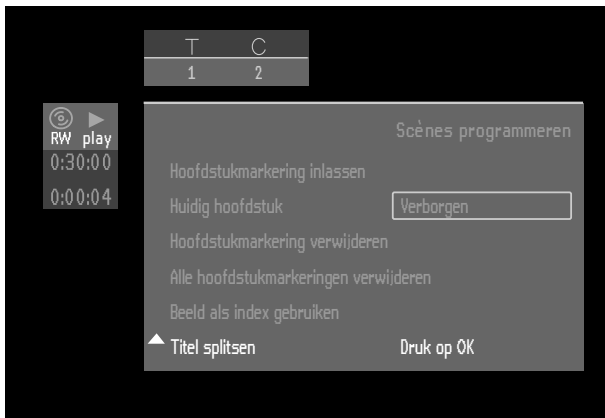 T C
1 2
RW play
0:30:00
0:00:04
Scènes programmeren
Hoofdstukmarkering inlassen
Huidig hoofdstuk Verborgen
Hoofdstukmarkering verwijderen
Alle hoofdstukmarkeringen verwijderen
Beeld als index gebruiken
Titel splitsen Druk op OK